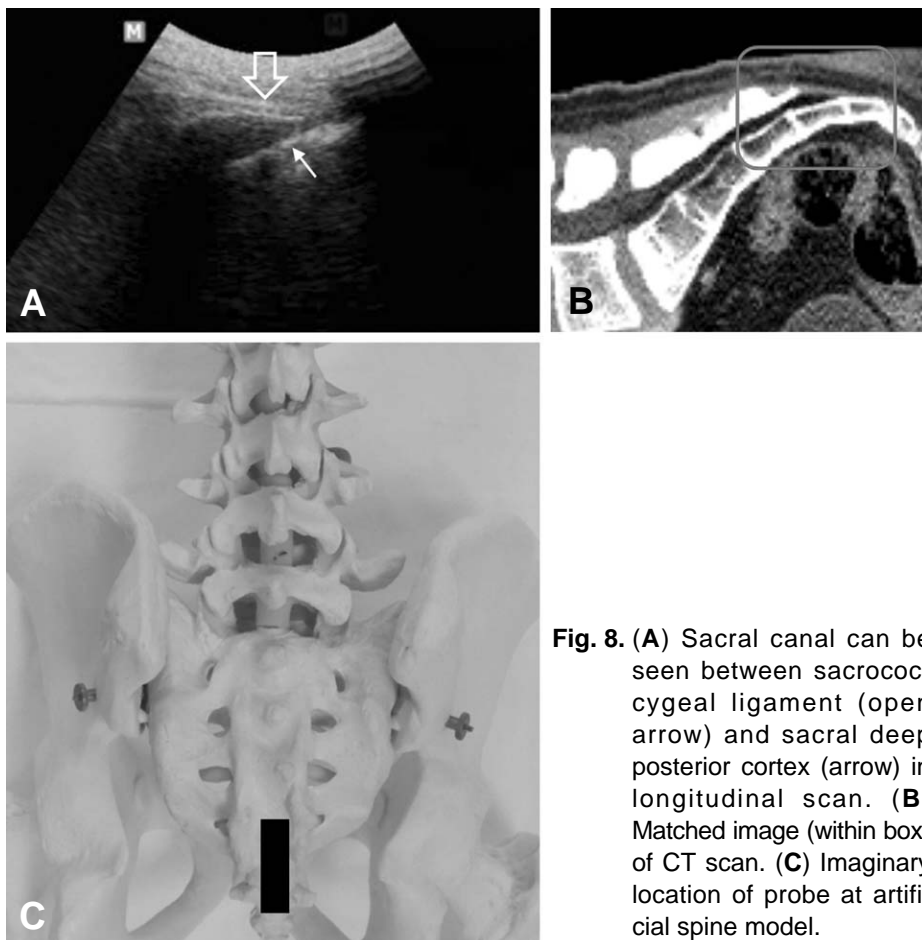 M
M
A
B
C
Fig. 8. (A) Sacral canal can be
seen between sacrococ
cygeal ligament (oper
arrow) and sacral deep
posterior cortex (arrow) in
longitudinal scan. (B
Matched image (within box
of CT scan. (C) Imaginary
location of probe at artifi
cial spine model.